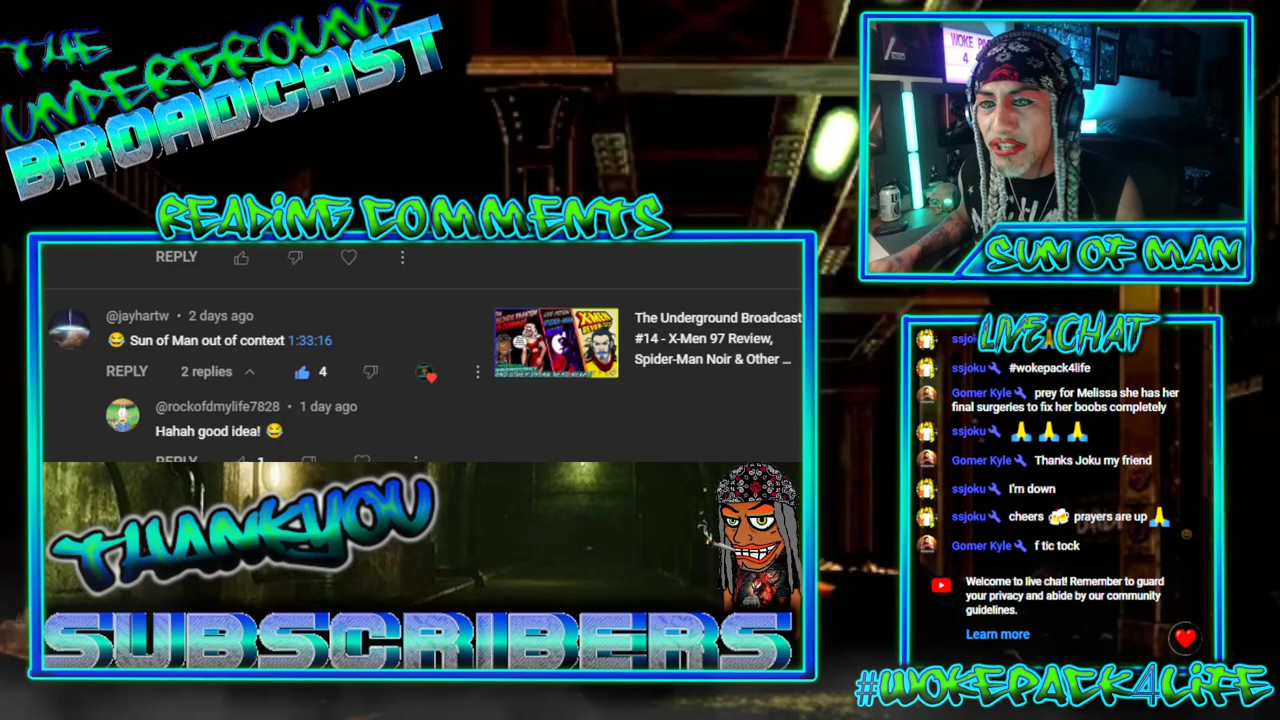 THE
UNDERGROUND
BROADCAST
WOKE
4
READING COMMENTS
REPLY
@jayhartw • 2 days ago
😂 Sun of Man out of context 1:33:16
REPLY 2 replies 4
The Underground Broadcast
#14 - X-Men 97 Review,
Spider-Man Noir & Other ...
@rockofdmylife7828 • 1 day ago
Hahah good idea! 😂
REPLY 1
THANKYOU
SUBSCRIBERS
SUN OF MAN
LIVE CHAT
ssjoku #wokepack4life
Gomer Kyle prey for Melissa she has her
final surgeries to fix her boobs completely
ssjoku 🙏 🙏 🙏
Gomer Kyle Thanks Joku my friend
ssjoku I'm down
ssjoku cheers 🍻 prayers are up 🙏
Gomer Kyle f tic tock
Welcome to live chat! Remember to guard
your privacy and abide by our community
guidelines.
Learn more
#WOKEPACK4LIFE